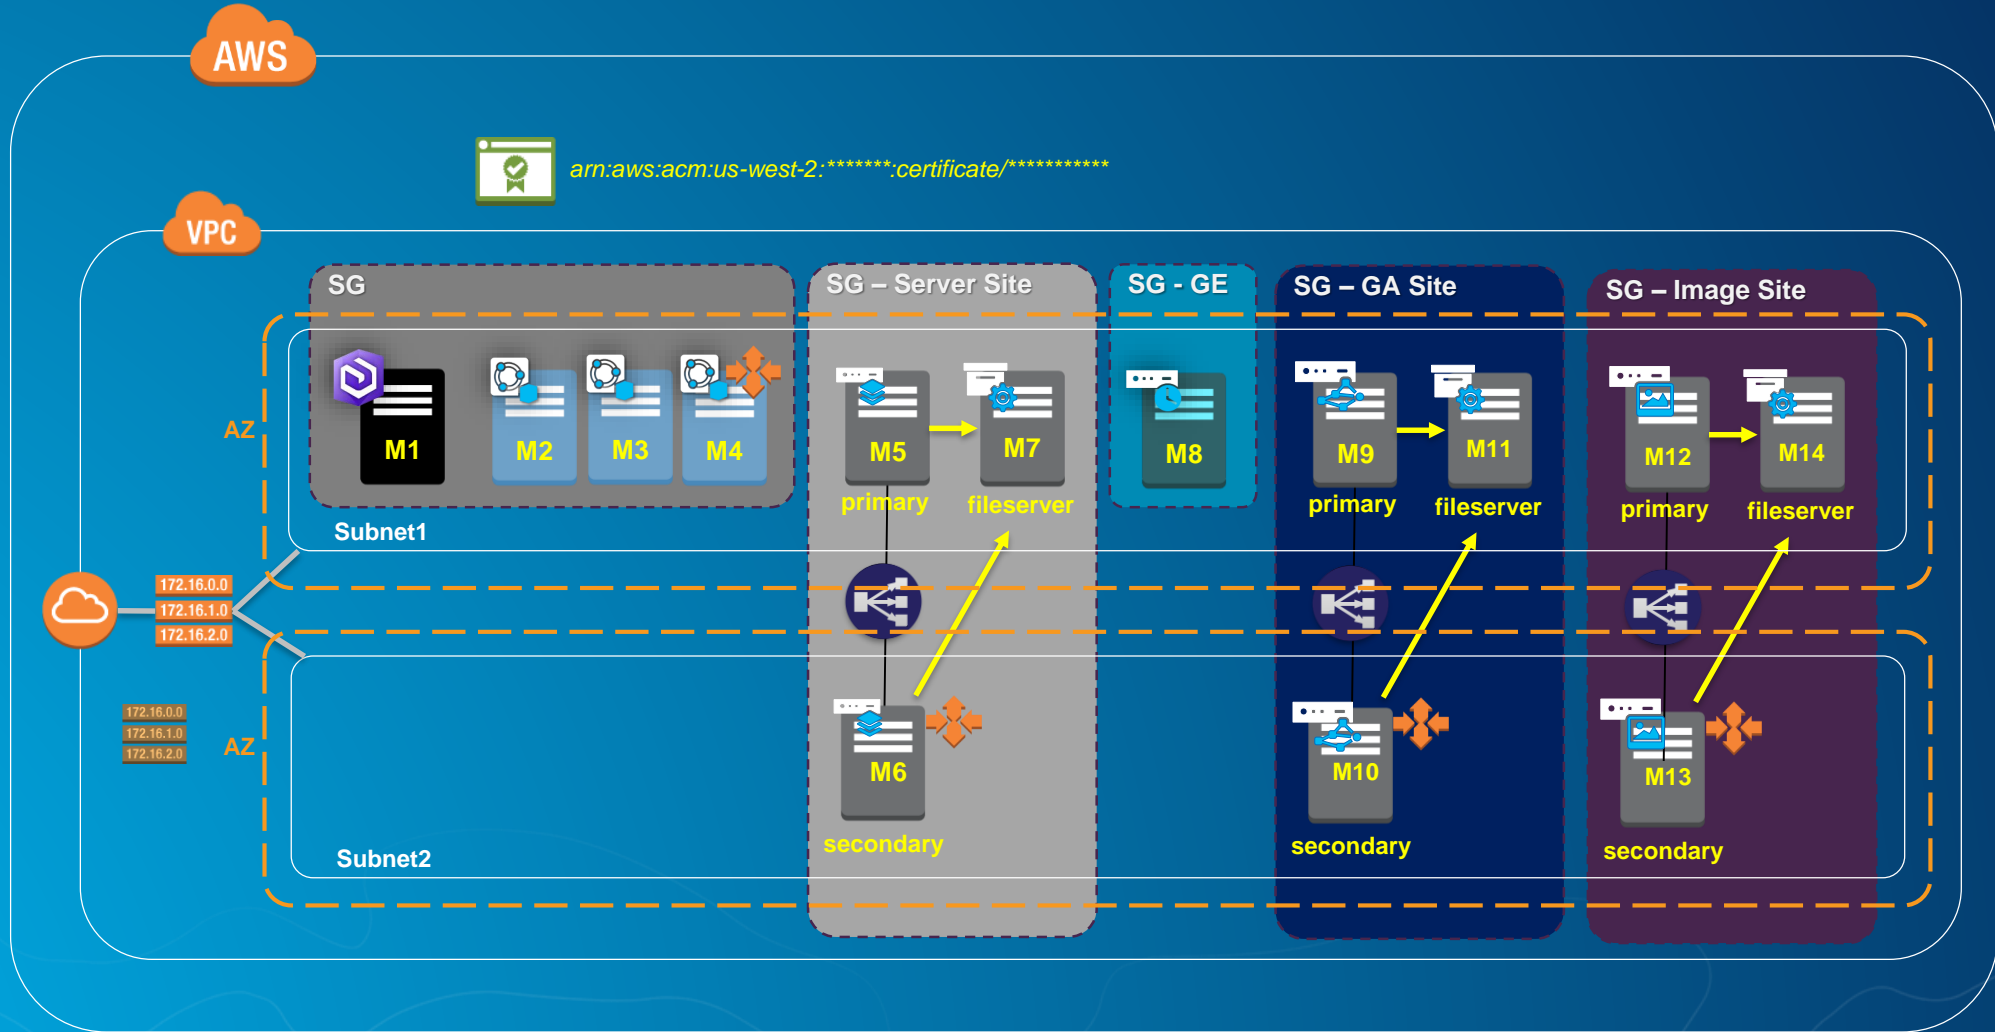 AWS
arn:aws:acm:us-west-2:*******:certificate/***********
VPC
SG
SG – Server Site
SG - GE
SG – GA Site
SG – Image Site
AZ
M1
M2
M3
M4
M5
M7
M8
M9
M11
M12
M14
primary
fileserver
primary
fileserver
primary
fileserver
Subnet1
172.16.0.0
172.16.1.0
172.16.2.0
172.16.0.0
172.16.1.0
172.16.2.0
AZ
M6
M10
M13
secondary
secondary
secondary
Subnet2